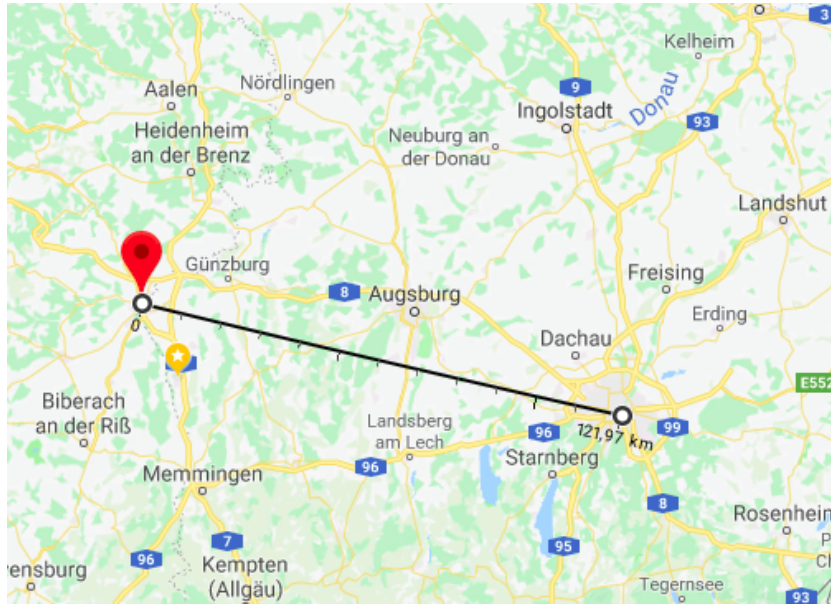 3
Kelheim
Aalen
Nördlingen
9
Donau
Ingolstadt
93
Heidenheim
an der Brenz
Neuburg an
der Donau
Landshut
Günzburg
8
Augsburg
Freising
Erding
0
Dachau
E552
Biberach
an der Riß
Landsberg
am Lech
96
121,97 km
99
96
Starnberg
Memmingen
8
Rosenheim
7
96
95
Kempten
(Allgäu)
ensburg
Tegernsee
93